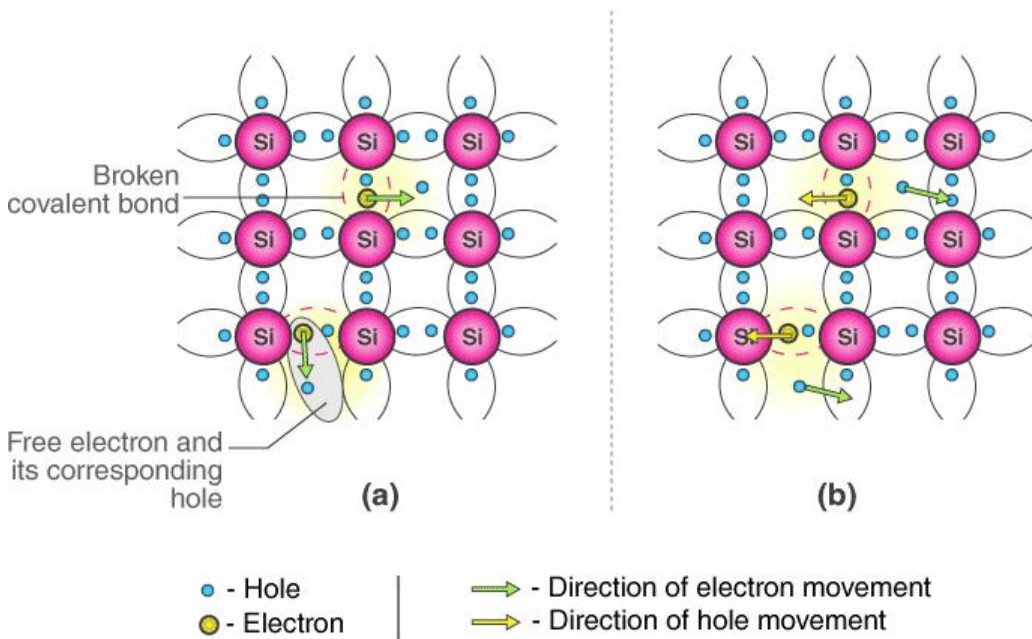 Si Si Si
Si Si Si
Broken
covalent bond
Si Si Si
Si Si Si
Si Si Si
Si Si Si
Free electron and
its corresponding
hole
(a)
(b)
- Hole
- Electron
- Direction of electron movement
- Direction of hole movement